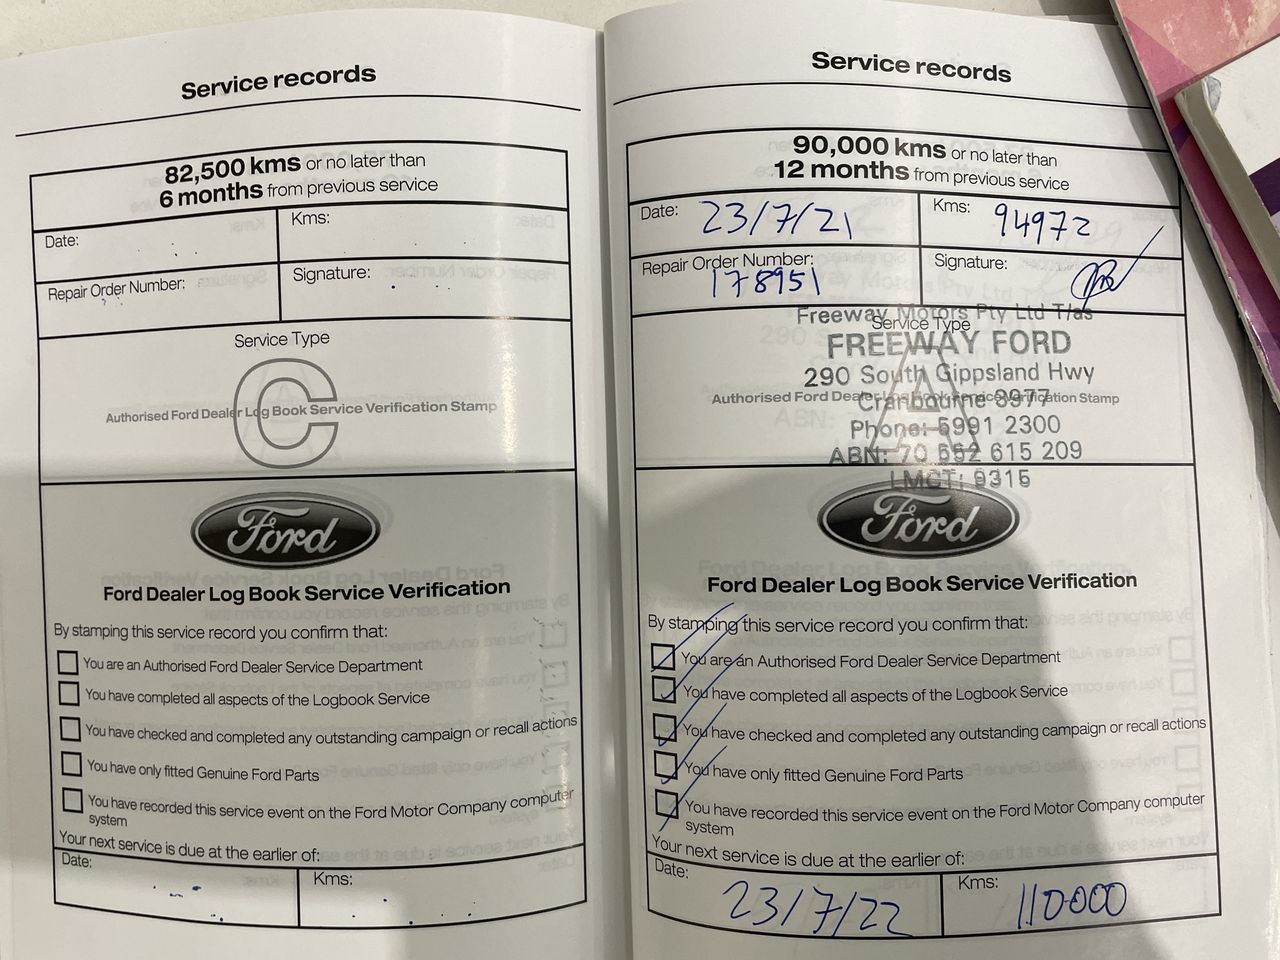 Service records
82,500 kms or no later than
6 months from previous service
Date:
Kms:
Repair Order Number:
Signature:
Service Type
C
Authorised Ford Dealer Log Book Service Verification Stamp
Ford
Ford Dealer Log Book Service Verification
By stamping this service record you confirm that:
You are an Authorised Ford Dealer Service Department
You have completed all aspects of the Logbook Service
You have checked and completed any outstanding campaign or recall actions
You have only fitted Genuine Ford Parts
You have recorded this service event on the Ford Motor Company computer
system
Your next service is due at the earlier of:
Date:
Kms:
Service records
90,000 kms or no later than
12 months from previous service
Date: 23/7/21
Kms: 94972
Repair Order Number:
178951
Signature:
Freeway Motors Pty Ltd T/as
Service Type
FREEWAY FORD
290 South Gippsland Hwy
A
Authorised Ford Dealer Log Book Service Verification Stamp
Cranbourne 3977
Phone: 5991 2300
ABN: 70 552 615 209
LMCT: 9315
Ford
Ford Dealer Log Book Service Verification
By stamping this service record you confirm that:
You are an Authorised Ford Dealer Service Department
You have completed all aspects of the Logbook Service
You have checked and completed any outstanding campaign or recall actions
You have only fitted Genuine Ford Parts
You have recorded this service event on the Ford Motor Company computer
system
Your next service is due at the earlier of:
Date:
23/7/22
Kms:
110000